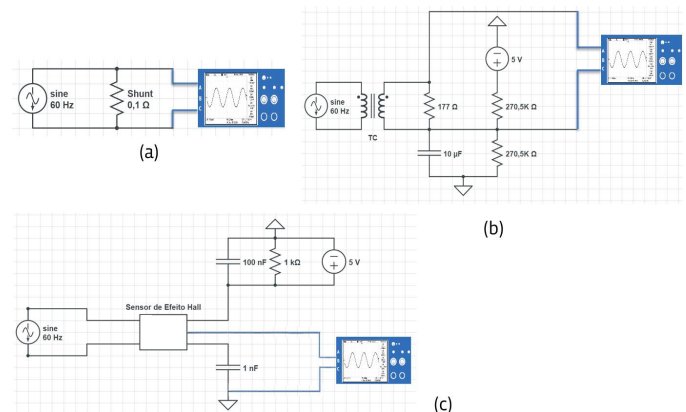 sine
60 Hz
Shunt
0,1 Ω
A
B
C
(a)
sine
60 Hz
TC
177 Ω
10 µF
5 V
270,5K Ω
270,5K Ω
A
B
C
(b)
Sensor de Efeito Hall
sine
60 Hz
100 nF
1 kΩ
5 V
1 nF
A
B
C
(c)